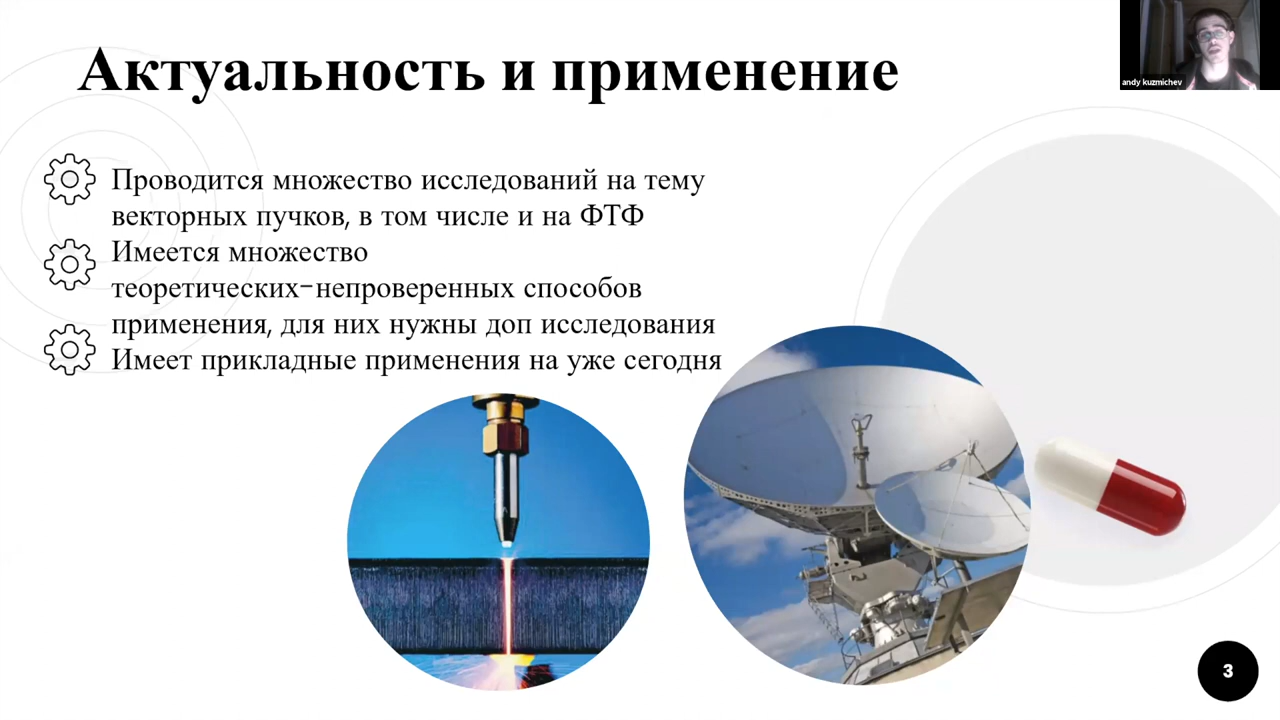 Актуальность и применение
andy kuzmichev
Проводится множество исследований на тему
векторных пучков, в том числе и на ФТФ
Имеется множество
теоретических-непроверенных способов
применения, для них нужны доп исследования
Имеет прикладные применения на уже сегодня
3